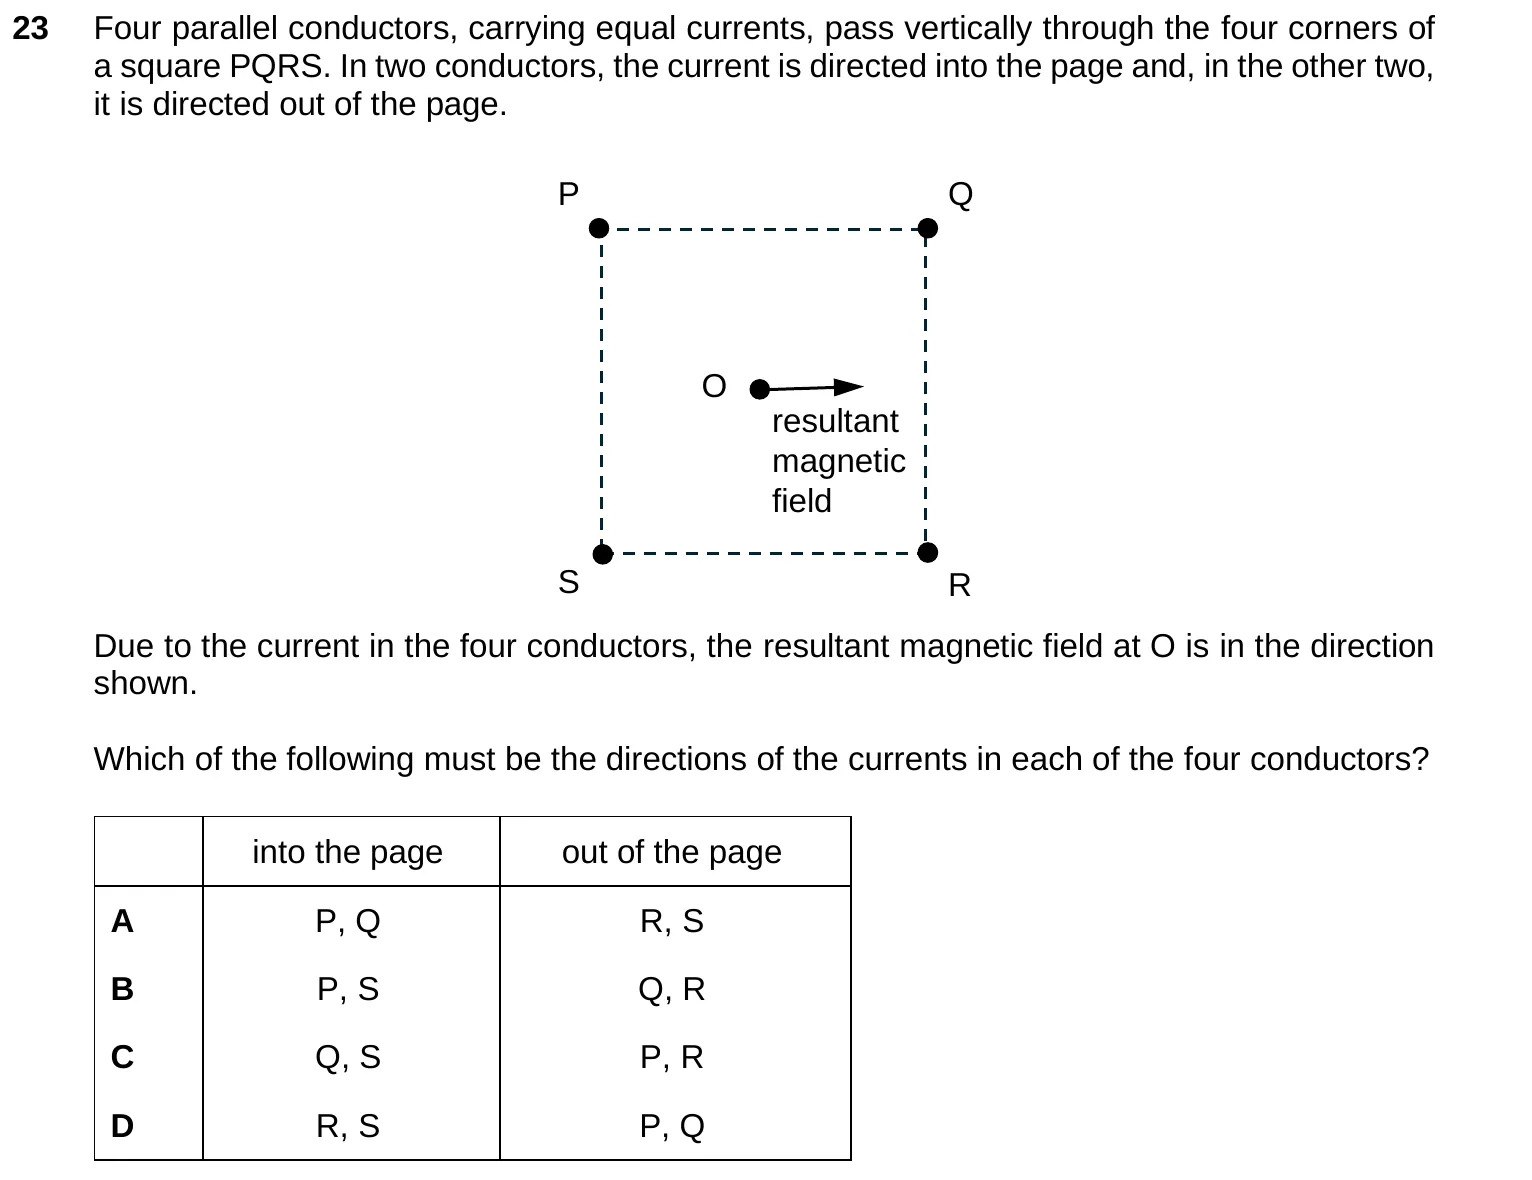 23 Four parallel conductors, carrying equal currents, pass vertically through the four corners of
a square PQRS. In two conductors, the current is directed into the page and, in the other two,
it is directed out of the page.
P Q
O
resultant
magnetic
field
S R
Due to the current in the four conductors, the resultant magnetic field at O is in the direction
shown.
Which of the following must be the directions of the currents in each of the four conductors?
into the page out of the page
A P, Q R, S
B P, S Q, R
C Q, S P, R
D R, S P, Q